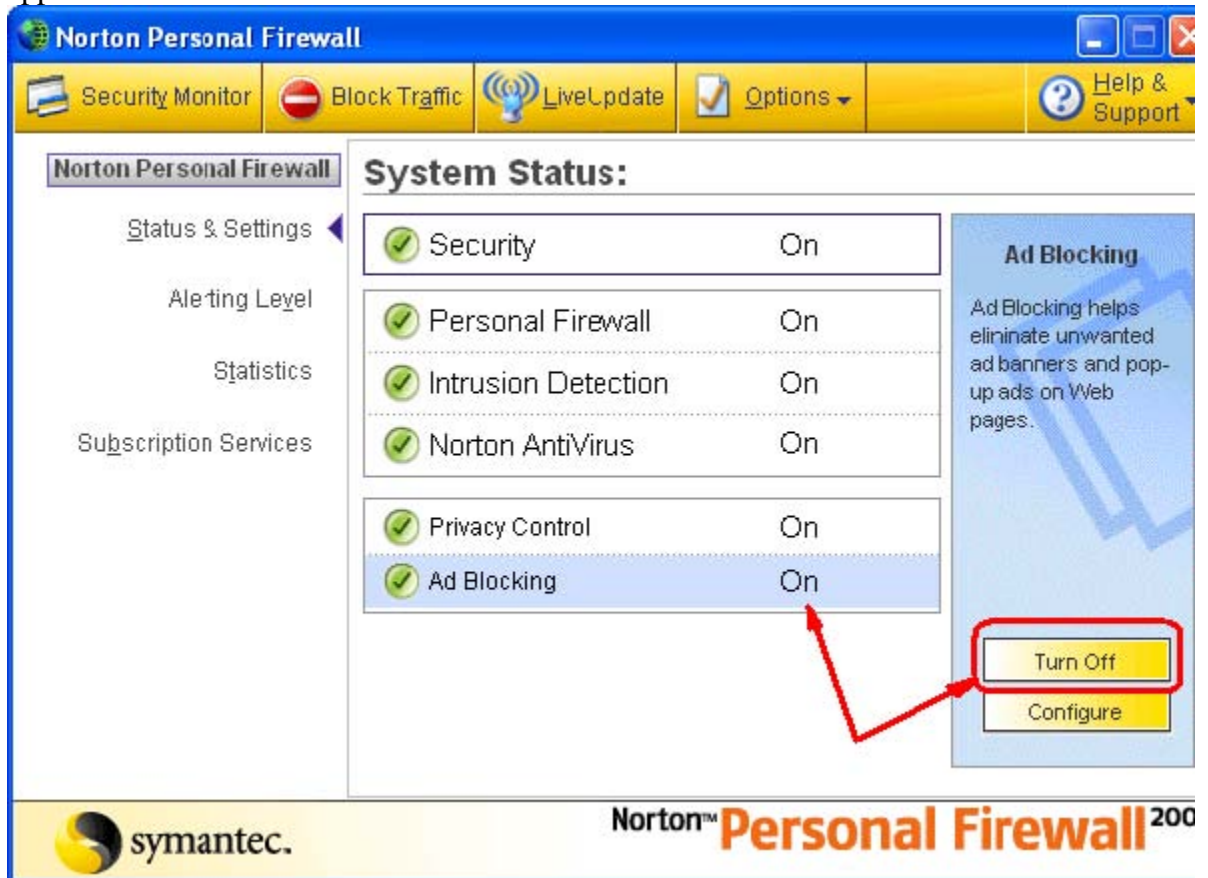 Norton Personal Firewall
Security Monitor
Block Traffic
LiveUpdate
Options
Help &
Support
Norton Personal Firewall
Status & Settings
Alerting Level
Statistics
Subscription Services
System Status:
Security On
Personal Firewall On
Intrusion Detection On
Norton AntiVirus On
Privacy Control On
Ad Blocking On
Ad Blocking
Ad Blocking helps
eliminate unwanted
ad banners and pop-
up ads on Web
pages.
Turn Off
Configure
symantec.
Norton™ Personal Firewall 200